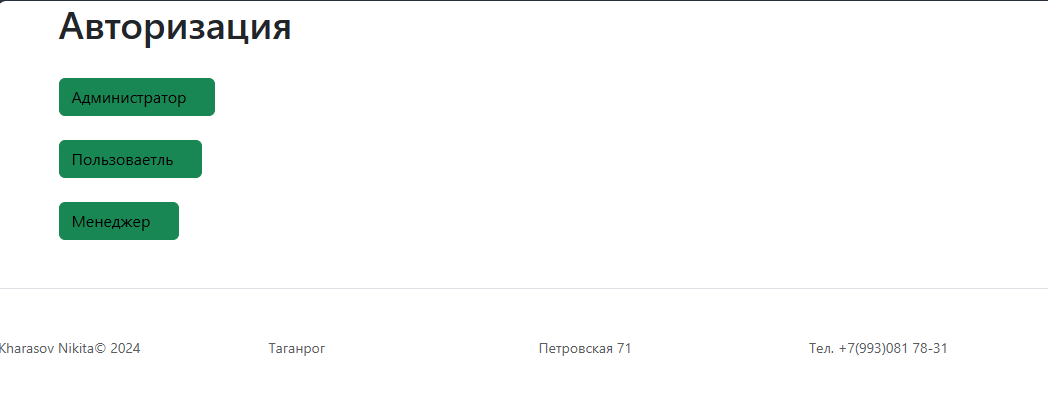 Авторизация
Администратор
Пользоваетль
Менеджер
Kharasov Nikita© 2024 Таганрог Петровская 71 Тел. +7(993)081 78-31